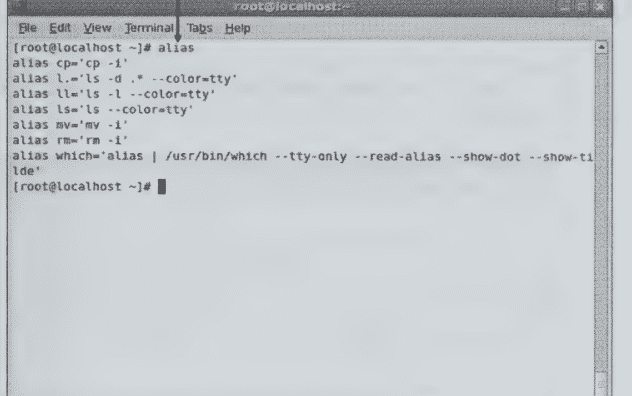 root@localhost:~
File Edit View Terminal Tabs Help
[root@localhost ~]# alias
alias cp='cp -i'
alias l.='ls -d .* --color=tty'
alias ll='ls -l --color=tty'
alias ls='ls --color=tty'
alias mv='mv -i'
alias rm='rm -i'
alias which='alias | /usr/bin/which --tty-only --read-alias --show-dot --show-ti
lde'
[root@localhost ~]#